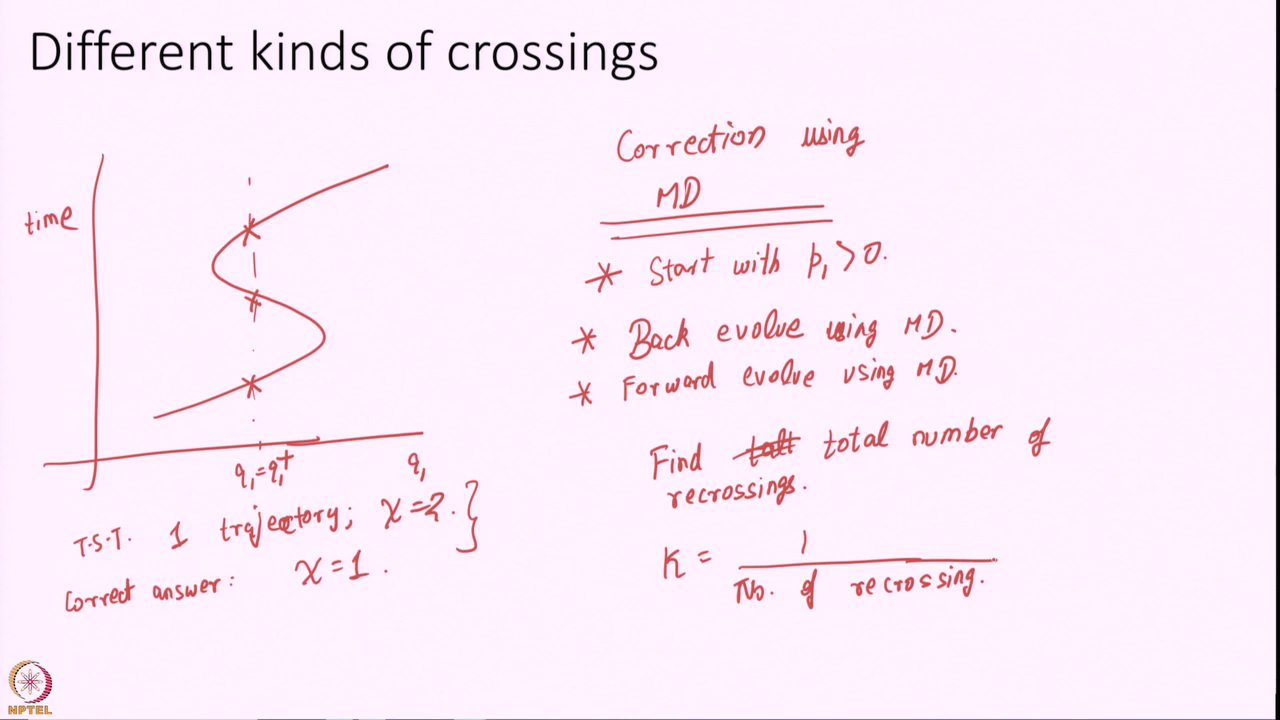 Different kinds of crossings
time
q₁=q₁‡
q₁
T.S.T. 1 trajectory; χ=2.
Correct answer: χ=1.
Correction using
MD
* Start with p₁>0.
* Back evolve using MD.
* Forward evolve using MD.
Find total number of
recrossings.
K = 1
No. of recrossing.
NPTEL